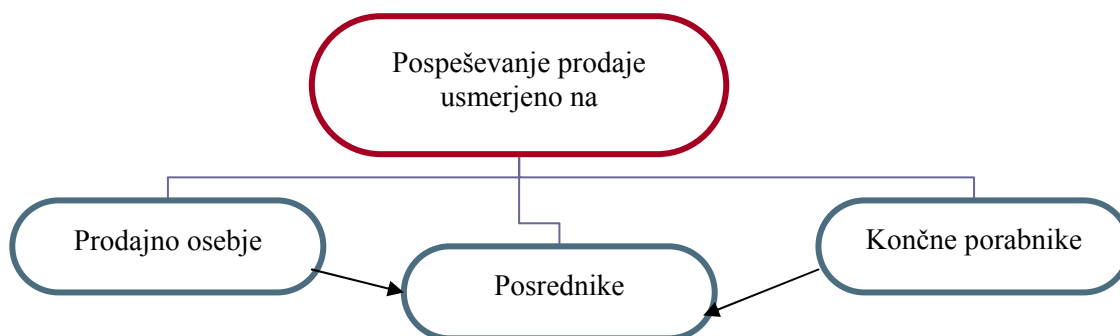 Pospeševanje prodaje
usmerjeno na
Prodajno osebje
Posrednike
Končne porabnike